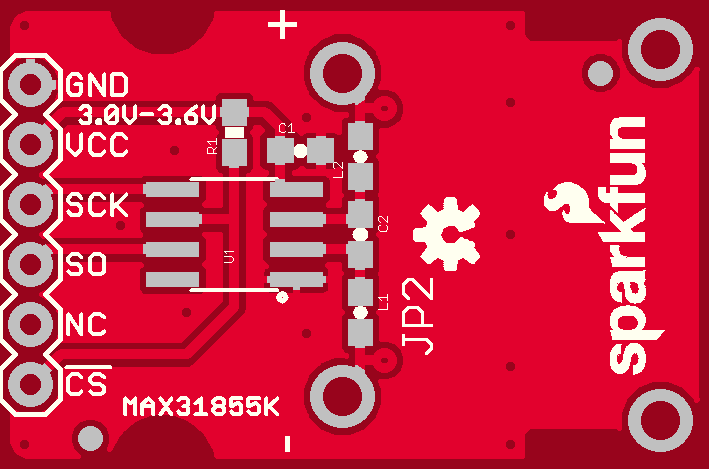 +
GND
3.0V-3.6V
VCC
C1
R1
L2
SCK
C2
U1
SO
L1
JP2
NC
CS
MAX31855K
-
sparkfun